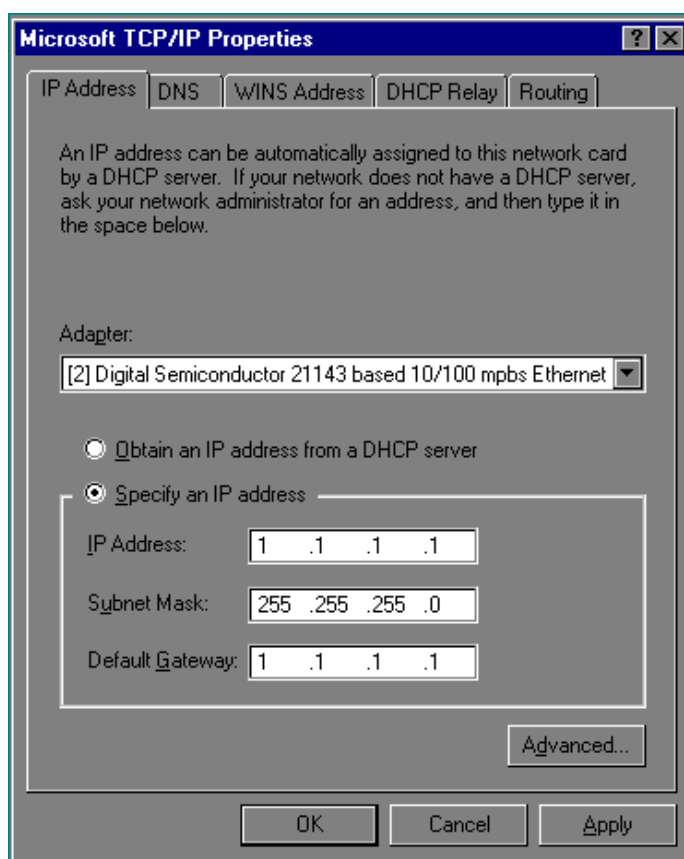 Microsoft TCP/IP Properties
IP Address DNS WINS Address DHCP Relay Routing
An IP address can be automatically assigned to this network card
by a DHCP server. If your network does not have a DHCP server,
ask your network administrator for an address, and then type it in
the space below.
Adapter:
[2] Digital Semiconductor 21143 based 10/100 mpbs Ethernet
Obtain an IP address from a DHCP server
Specify an IP address
IP Address: 1 .1 .1 .1
Subnet Mask: 255 .255 .255 .0
Default Gateway: 1 .1 .1 .1
Advanced...
OK Cancel Apply